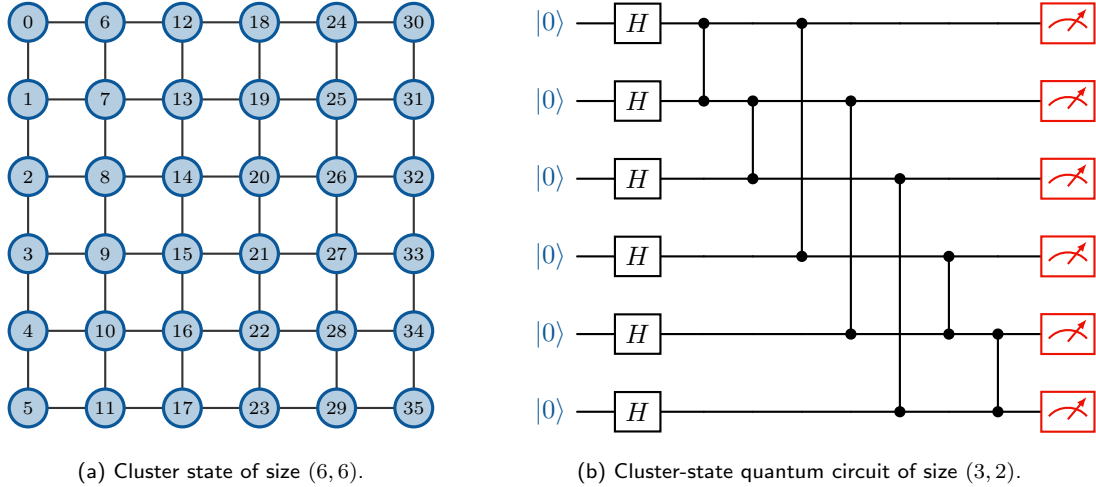 0 6 12 18 24 30
1 7 13 19 25 31
2 8 14 20 26 32
3 9 15 21 27 33
4 10 16 22 28 34
5 11 17 23 29 35
(a) Cluster state of size (6, 6).
|0⟩ H
|0⟩ H
|0⟩ H
|0⟩ H
|0⟩ H
|0⟩ H
(b) Cluster-state quantum circuit of size (3, 2).